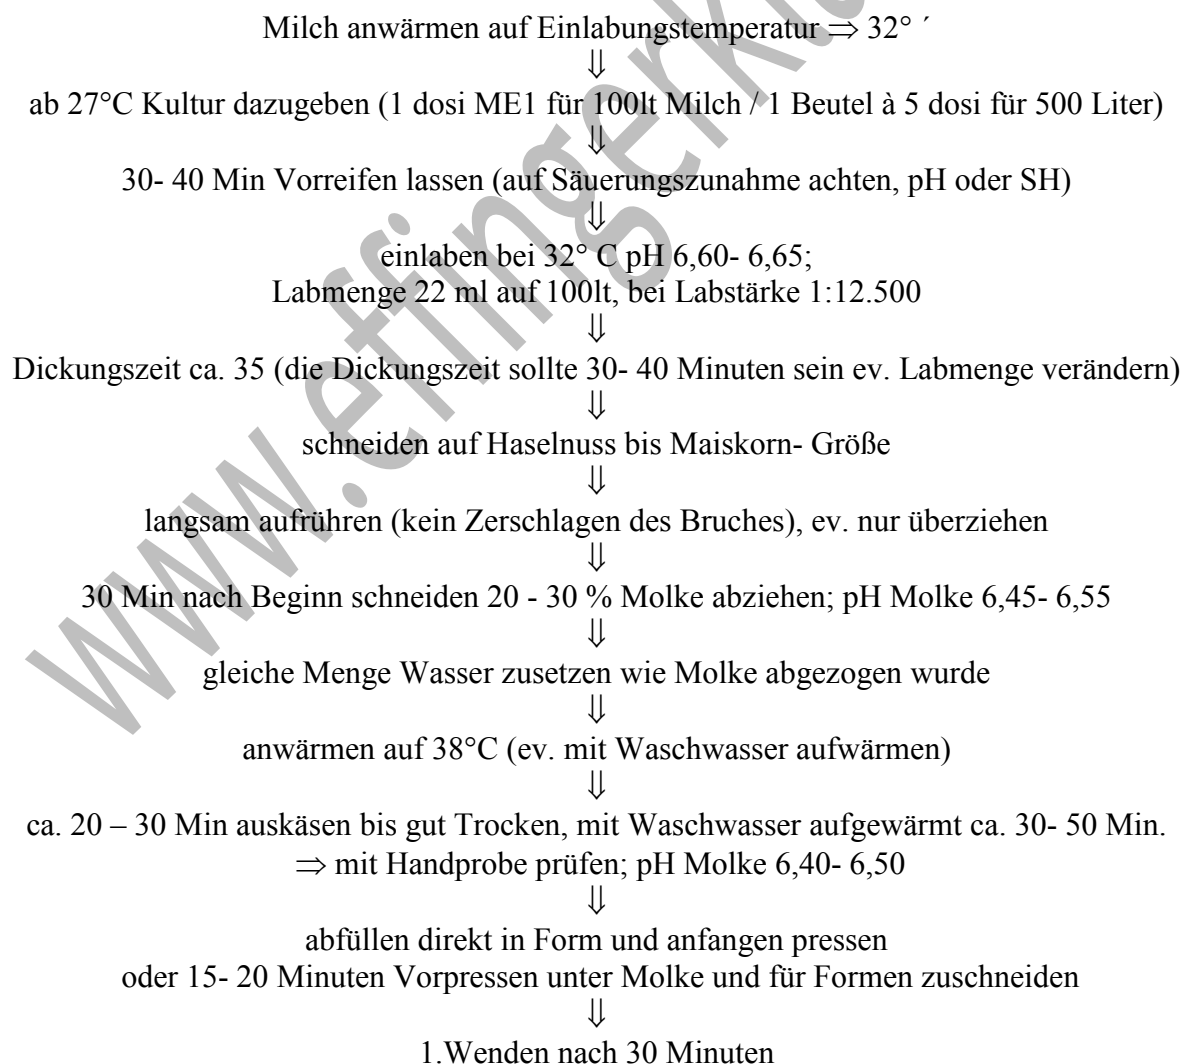 Milch anwärmen auf Einlabungstemperatur ⇒ 32° ´
⇓
ab 27°C Kultur dazugeben (1 dosi ME1 für 100lt Milch / 1 Beutel à 5 dosi für 500 Liter)
⇓
30- 40 Min Vorreifen lassen (auf Säuerungszunahme achten, pH oder SH)
⇓
einlaben bei 32° C pH 6,60- 6,65;
Labmenge 22 ml auf 100lt, bei Labstärke 1:12.500
⇓
Dickungszeit ca. 35 (die Dickungszeit sollte 30- 40 Minuten sein ev. Labmenge verändern)
⇓
schneiden auf Haselnuss bis Maiskorn- Größe
⇓
langsam aufrühren (kein Zerschlagen des Bruches), ev. nur überziehen
⇓
30 Min nach Beginn schneiden 20 - 30 % Molke abziehen; pH Molke 6,45- 6,55
⇓
gleiche Menge Wasser zusetzen wie Molke abgezogen wurde
⇓
anwärmen auf 38°C (ev. mit Waschwasser aufwärmen)
⇓
ca. 20 – 30 Min auskäsen bis gut Trocken, mit Waschwasser aufgewärmt ca. 30- 50 Min.
⇒ mit Handprobe prüfen; pH Molke 6,40- 6,50
⇓
abfüllen direkt in Form und anfangen pressen
oder 15- 20 Minuten Vorpressen unter Molke und für Formen zuschneiden
⇓
1.Wenden nach 30 Minuten